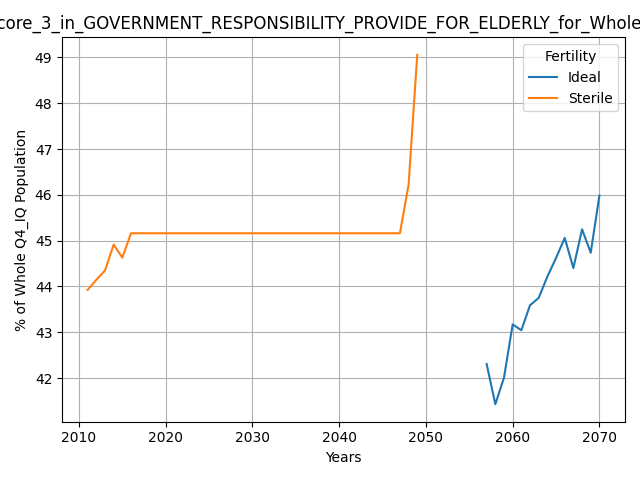 core_3_in_GOVERNMENT_RESPONSIBILITY_PROVIDE_FOR_ELDERLY_for_Whole
Fertility
Ideal
Sterile
% of Whole Q4_IQ Population
49
48
47
46
45
44
43
42
2010 2020 2030 2040 2050 2060 2070
Years